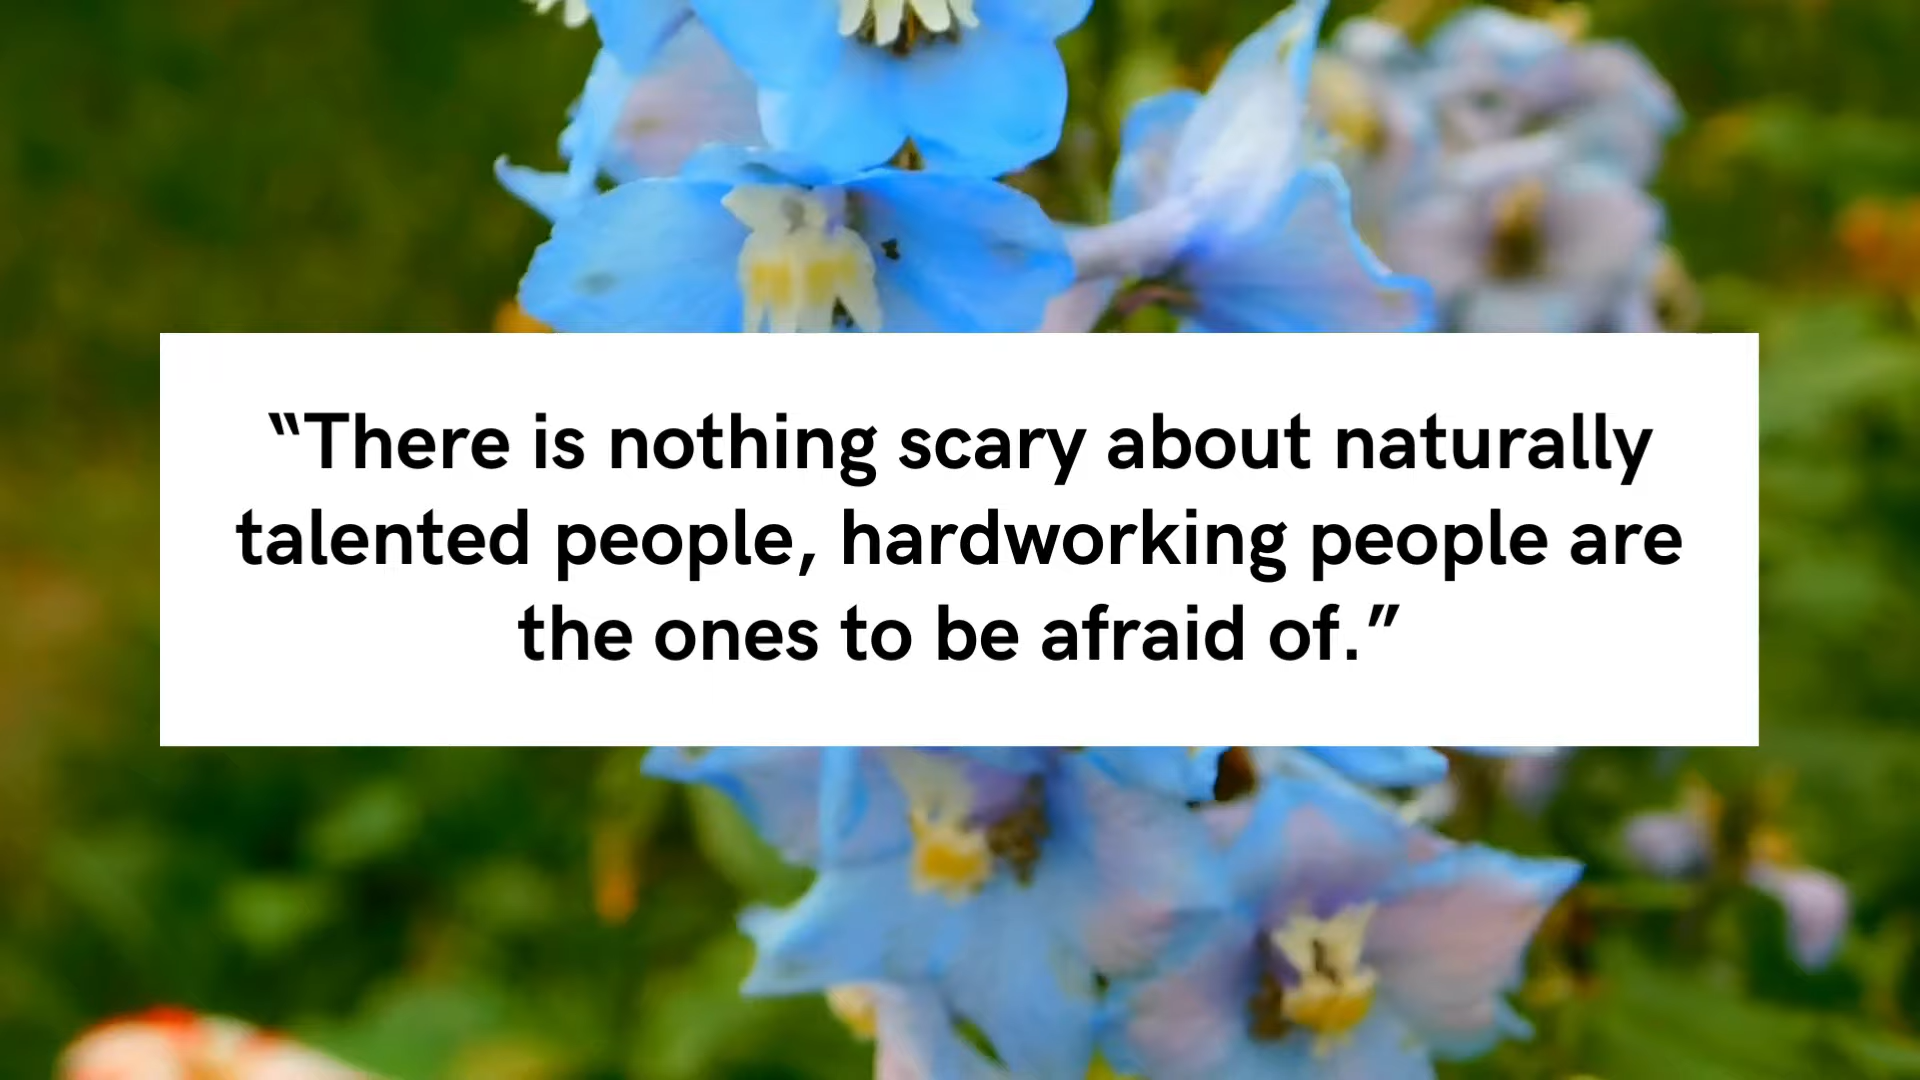 “There is nothing scary about naturally
talented people, hardworking people are
the ones to be afraid of.”